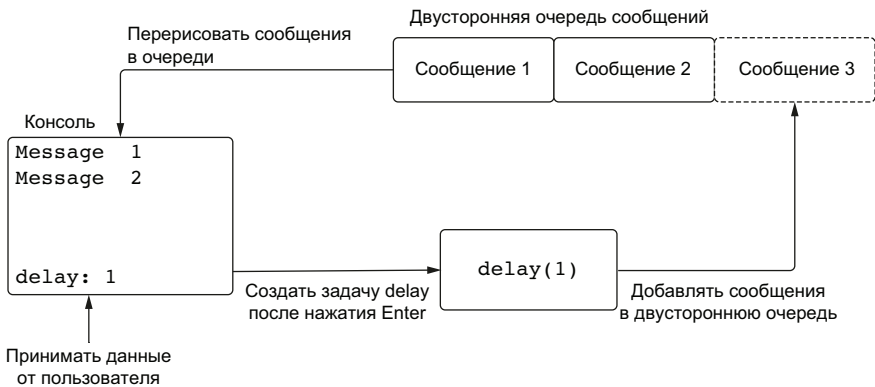 Двусторонняя очередь сообщений
Перерисовать сообщения
в очереди
Сообщение 1
Сообщение 2
Сообщение 3
Консоль
Message 1
Message 2
delay: 1
delay(1)
Создать задачу delay
после нажатия Enter
Добавлять сообщения
в двустороннюю очередь
Принимать данные
от пользователя